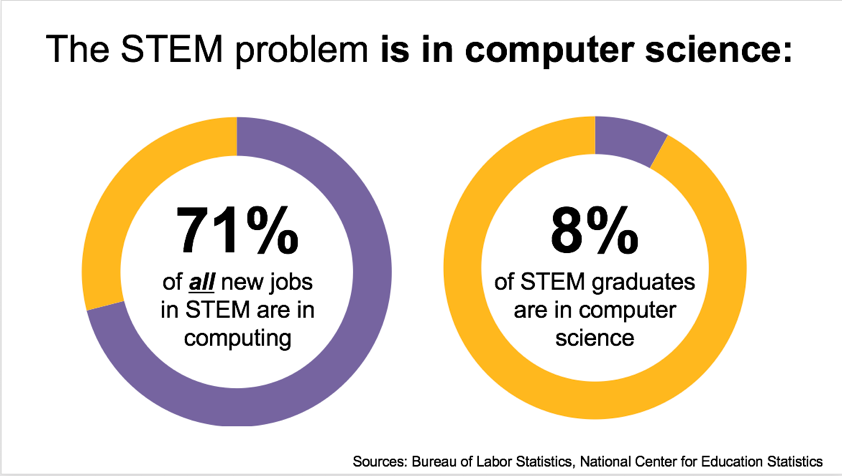 The STEM problem is in computer science:
71%
of all new jobs
in STEM are in
computing
8%
of STEM graduates
are in computer
science
Sources: Bureau of Labor Statistics, National Center for Education Statistics